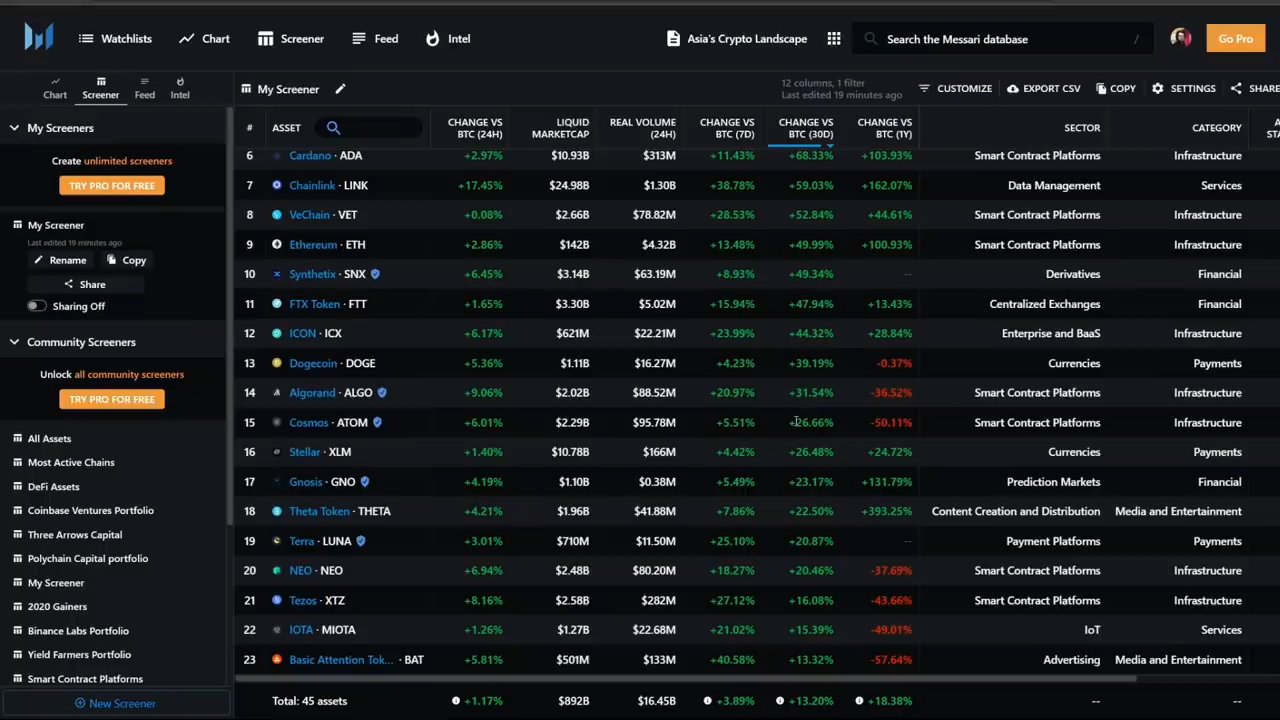 Watchlists Chart Screener Feed Intel Asia's Crypto Landscape Search the Messari database / Go Pro
Chart Screener Feed Intel
My Screener
12 columns, 1 filter
Last edited 19 minutes ago
CUSTOMIZE EXPORT CSV COPY SETTINGS SHARE
My Screeners
Create unlimited screeners
TRY PRO FOR FREE
My Screener
Last edited 19 minutes ago
Rename Copy
Share
Sharing Off
Community Screeners
Unlock all community screeners
TRY PRO FOR FREE
All Assets
Most Active Chains
DeFi Assets
Coinbase Ventures Portfolio
Three Arrows Capital
Polychain Capital portfolio
My Screener
2020 Gainers
Binance Labs Portfolio
Yield Farmers Portfolio
Smart Contract Platforms
New Screener
# ASSET CHANGE VS BTC (24H) LIQUID MARKETCAP REAL VOLUME (24H) CHANGE VS BTC (7D) CHANGE VS BTC (30D) CHANGE VS BTC (1Y) SECTOR CATEGORY A STA
6 Cardano · ADA +2.97% $10.93B $313M +11.43% +68.33% +103.93% Smart Contract Platforms Infrastructure
7 Chainlink · LINK +17.45% $24.98B $1.30B +38.78% +59.03% +162.07% Data Management Services
8 VeChain · VET +0.08% $2.66B $78.82M +28.53% +52.84% +44.61% Smart Contract Platforms Infrastructure
9 Ethereum · ETH +2.86% $142B $4.32B +13.48% +49.99% +100.93% Smart Contract Platforms Infrastructure
10 Synthetix · SNX +6.45% $3.14B $63.19M +8.93% +49.34% -- Derivatives Financial
11 FTX Token · FTT +1.65% $3.30B $5.02M +15.94% +47.94% +13.43% Centralized Exchanges Financial
12 ICON · ICX +6.17% $621M $22.21M +23.99% +44.32% +28.84% Enterprise and BaaS Infrastructure
13 Dogecoin · DOGE +5.36% $1.11B $16.27M +4.23% +39.19% -0.37% Currencies Payments
14 Algorand · ALGO +9.06% $2.02B $88.52M +20.97% +31.54% -36.52% Smart Contract Platforms Infrastructure
15 Cosmos · ATOM +6.01% $2.29B $95.78M +5.51% +26.66% -50.11% Smart Contract Platforms Infrastructure
16 Stellar · XLM +1.40% $10.78B $166M +4.42% +26.48% +24.72% Currencies Payments
17 Gnosis · GNO +4.19% $1.10B $0.38M +5.49% +23.17% +131.79% Prediction Markets Financial
18 Theta Token · THETA +4.21% $1.96B $41.88M +7.86% +22.50% +393.25% Content Creation and Distribution Media and Entertainment
19 Terra · LUNA +3.01% $710M $11.50M +25.10% +20.87% -- Payment Platforms Payments
20 NEO · NEO +6.94% $2.48B $80.20M +18.27% +20.46% -37.69% Smart Contract Platforms Infrastructure
21 Tezos · XTZ +8.16% $2.58B $282M +27.12% +16.08% -43.66% Smart Contract Platforms Infrastructure
22 IOTA · MIOTA +1.26% $1.27B $22.68M +21.02% +15.39% -49.01% IoT Services
23 Basic Attention Tok... · BAT +5.81% $501M $133M +40.58% +13.32% -57.64% Advertising Media and Entertainment
Total: 45 assets +1.17% $892B $16.45B +3.89% +13.20% +18.38% -- --